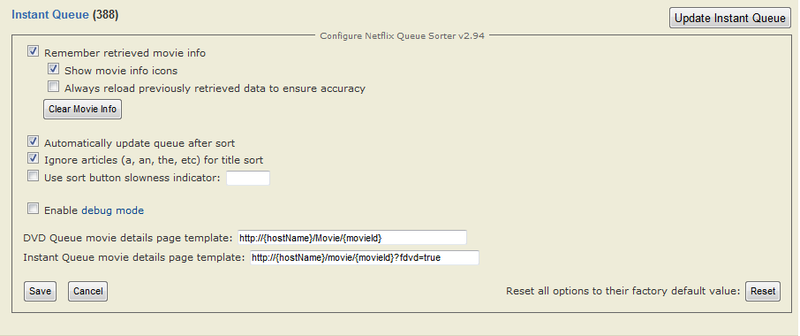 Instant Queue (388)
Update Instant Queue
Configure Netflix Queue Sorter v2.94
Remember retrieved movie info
Show movie info icons
Always reload previously retrieved data to ensure accuracy
Clear Movie Info
Automatically update queue after sort
Ignore articles (a, an, the, etc) for title sort
Use sort button slowness indicator:
Enable debug mode
DVD Queue movie details page template: http://{hostName}/Movie/{movieId}
Instant Queue movie details page template: http://{hostName}/movie/{movieId}?fdvd=true
Save Cancel Reset all options to their factory default value: Reset